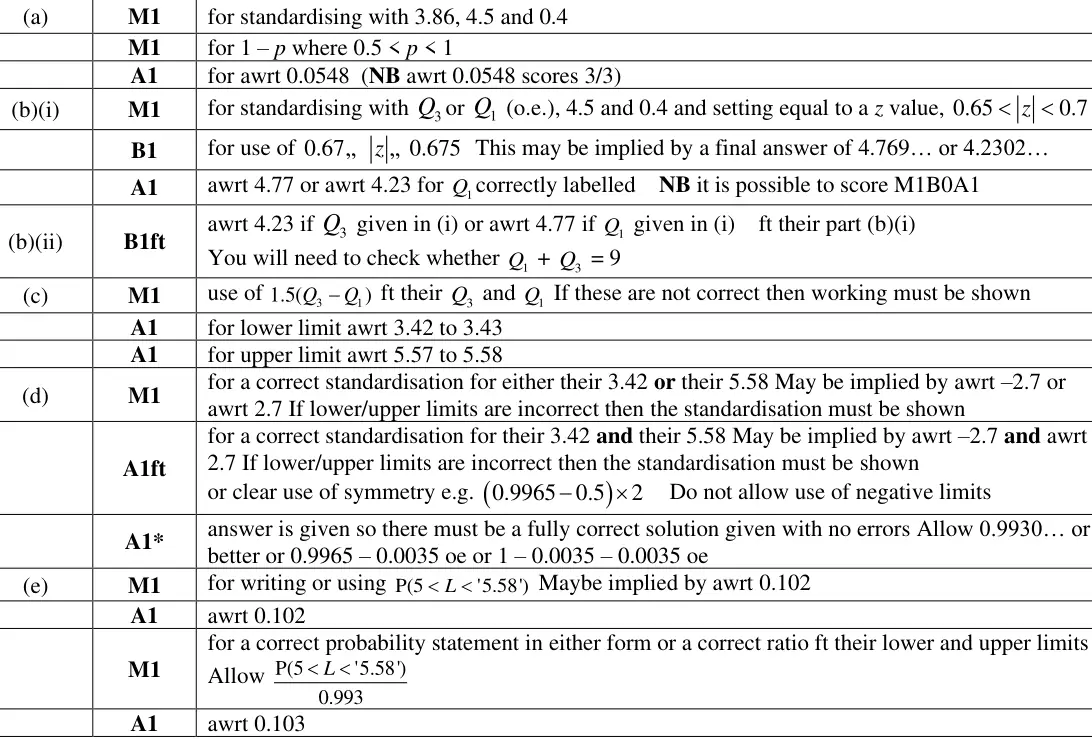 (a) M1 for standardising with 3.86, 4.5 and 0.4
M1 for 1 – p where 0.5 < p < 1
A1 for awrt 0.0548 (NB awrt 0.0548 scores 3/3)
(b)(i) M1 for standardising with Q₃ or Q₁ (o.e.), 4.5 and 0.4 and setting equal to a z value, 0.65 < |z| < 0.7
B1 for use of 0.67,, |z|,, 0.675 This may be implied by a final answer of 4.769… or 4.2302…
A1 awrt 4.77 or awrt 4.23 for Q₁ correctly labelled NB it is possible to score M1B0A1
(b)(ii) B1ft awrt 4.23 if Q₃ given in (i) or awrt 4.77 if Q₁ given in (i) ft their part (b)(i)
You will need to check whether Q₁ + Q₃ = 9
(c) M1 use of 1.5(Q₃ – Q₁) ft their Q₃ and Q₁ If these are not correct then working must be shown
A1 for lower limit awrt 3.42 to 3.43
A1 for upper limit awrt 5.57 to 5.58
(d) M1 for a correct standardisation for either their 3.42 or their 5.58 May be implied by awrt –2.7 or
awrt 2.7 If lower/upper limits are incorrect then the standardisation must be shown
A1ft for a correct standardisation for their 3.42 and their 5.58 May be implied by awrt –2.7 and awrt
2.7 If lower/upper limits are incorrect then the standardisation must be shown
or clear use of symmetry e.g. (0.9965 – 0.5) × 2 Do not allow use of negative limits
A1* answer is given so there must be a fully correct solution given with no errors Allow 0.9930… or
better or 0.9965 – 0.0035 oe or 1 – 0.0035 – 0.0035 oe
(e) M1 for writing or using P(5 < L < '5.58') Maybe implied by awrt 0.102
A1 awrt 0.102
M1 for a correct probability statement in either form or a correct ratio ft their lower and upper limits
Allow P(5 < L < '5.58')
0.993
A1 awrt 0.103